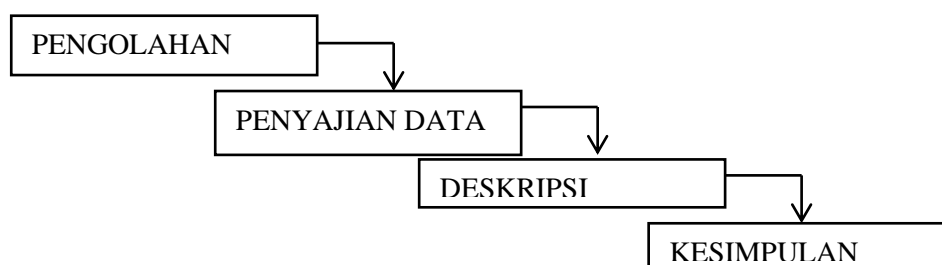 PENGOLAHAN
PENYAJIAN DATA
DESKRIPSI
KESIMPULAN